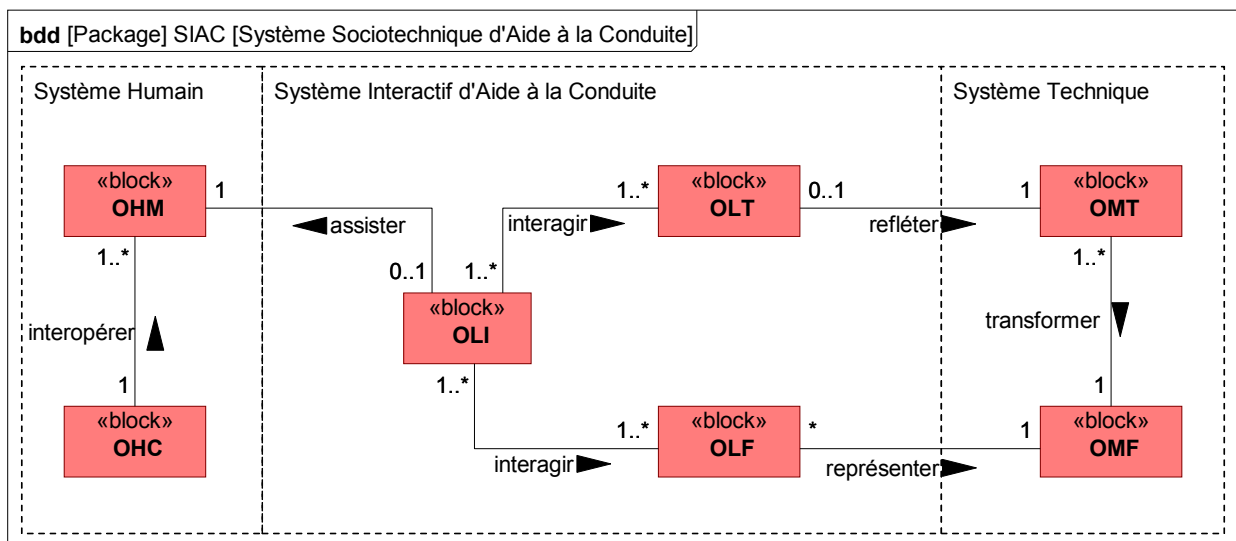 bdd [Package] SIAC [Système Sociotechnique d'Aide à la Conduite]
Système Humain
Système Interactif d'Aide à la Conduite
Système Technique
«block»
OHM
1
assister
0..1
1..*
interopérer
1
«block»
OHC
«block»
OLI
1..*
interagir
1..*
«block»
OLT
0..1
refléter
1
«block»
OMT
1..*
transformer
1
1..*
interagir
1..*
«block»
OLF
*
représenter
1
«block»
OMF